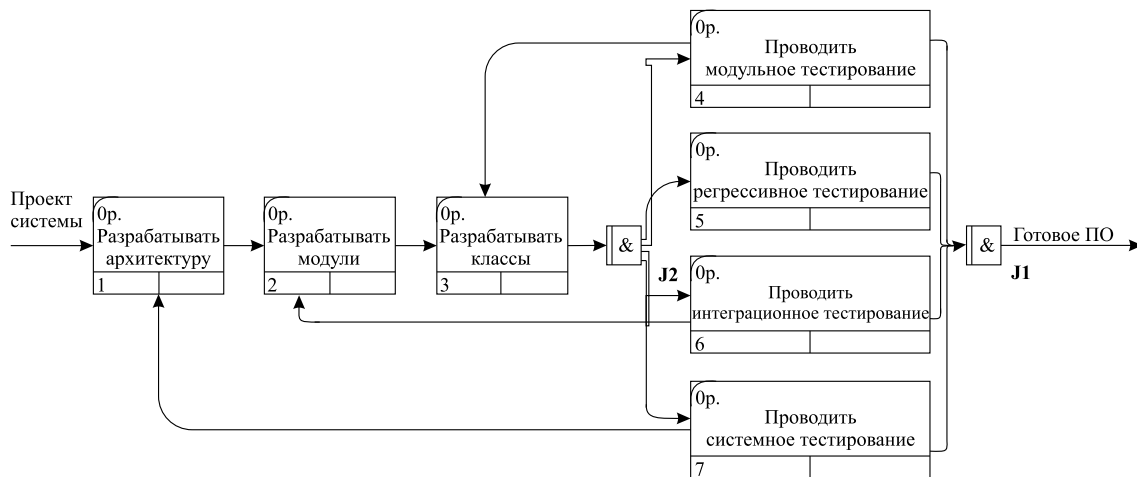 0р.
Проводить
модульное тестирование
4
0р.
Проводить
регрессивное тестирование
5
Проект
системы
0р.
Разрабатывать
архитектуру
1
0р.
Разрабатывать
модули
2
0р.
Разрабатывать
классы
3
&
J2
0р.
Проводить
интеграционное тестирование
6
&
J1
Готовое ПО
0р.
Проводить
системное тестирование
7